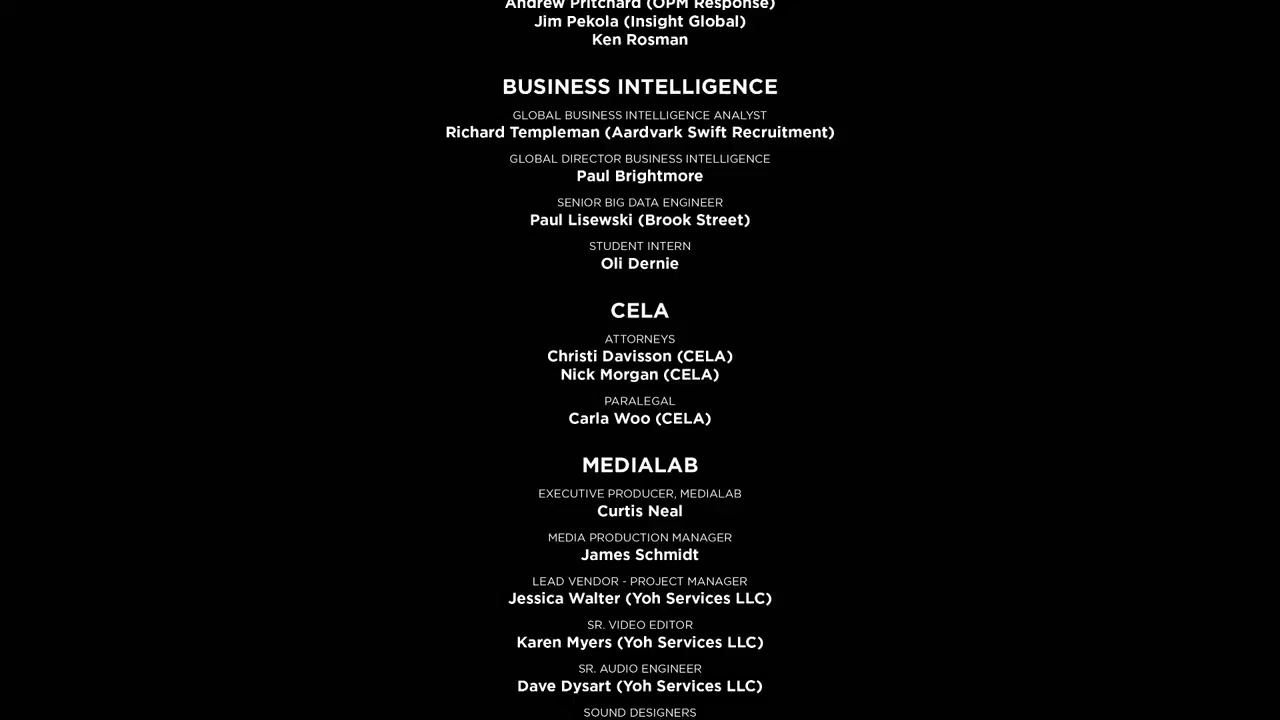 Andrew Pritchard (OPM Response)
Jim Pekola (Insight Global)
Ken Rosman
BUSINESS INTELLIGENCE
GLOBAL BUSINESS INTELLIGENCE ANALYST
Richard Templeman (Aardvark Swift Recruitment)
GLOBAL DIRECTOR BUSINESS INTELLIGENCE
Paul Brightmore
SENIOR BIG DATA ENGINEER
Paul Lisewski (Brook Street)
STUDENT INTERN
Oli Dernie
CELA
ATTORNEYS
Christi Davisson (CELA)
Nick Morgan (CELA)
PARALEGAL
Carla Woo (CELA)
MEDIALAB
EXECUTIVE PRODUCER, MEDIALAB
Curtis Neal
MEDIA PRODUCTION MANAGER
James Schmidt
LEAD VENDOR - PROJECT MANAGER
Jessica Walter (Yoh Services LLC)
SR. VIDEO EDITOR
Karen Myers (Yoh Services LLC)
SR. AUDIO ENGINEER
Dave Dysart (Yoh Services LLC)
SOUND DESIGNERS